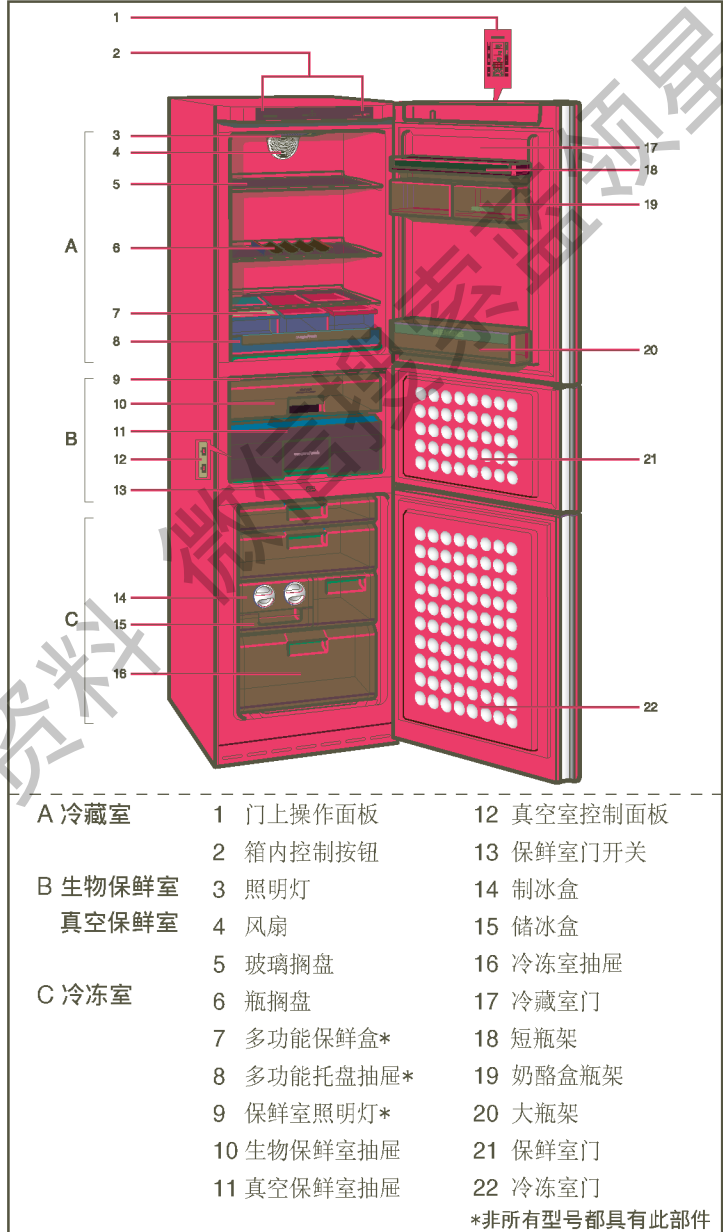 1
2
3
4
5
6
7
8
9
10
11
12
13
14
15
16
17
18
19
20
21
22
A
B
C
资料 微信搜索蓝领星
A 冷藏室
B 生物保鲜室
真空保鲜室
C 冷冻室
1 门上操作面板
2 箱内控制按钮
3 照明灯
4 风扇
5 玻璃搁盘
6 瓶搁盘
7 多功能保鲜盒*
8 多功能托盘抽屉*
9 保鲜室照明灯*
10 生物保鲜室抽屉
11 真空保鲜室抽屉
12 真空室控制面板
13 保鲜室门开关
14 制冰盒
15 储冰盒
16 冷冻室抽屉
17 冷藏室门
18 短瓶架
19 奶酪盒瓶架
20 大瓶架
21 保鲜室门
22 冷冻室门
*非所有型号都具有此部件